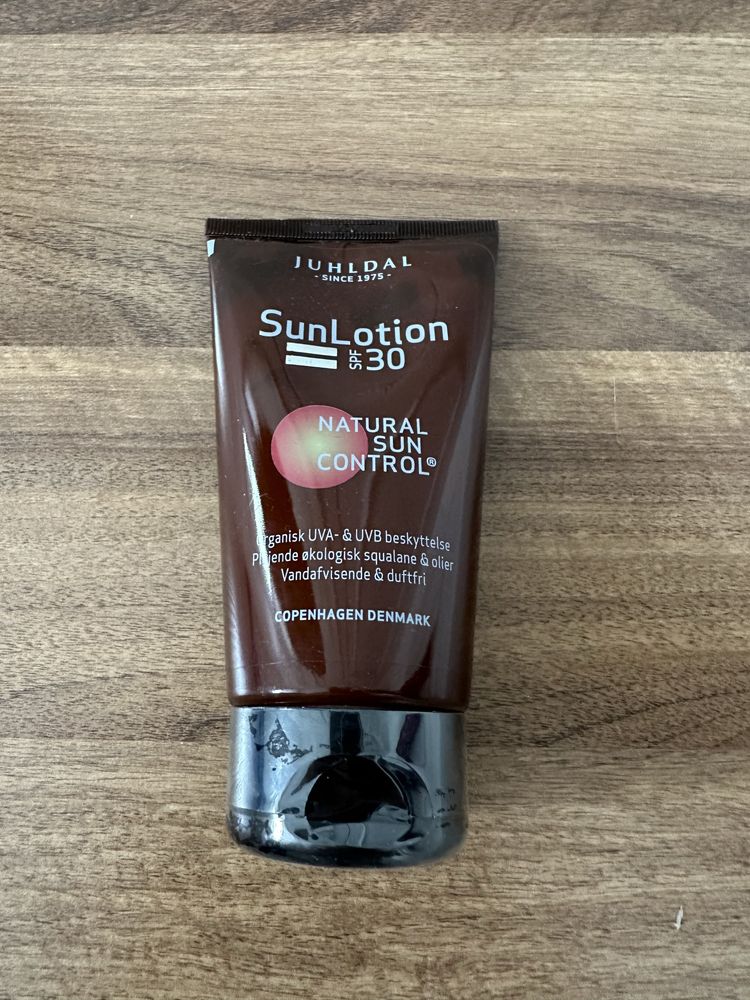 JUHLDAL
- SINCE 1975 -
SunLotion
SPF 30
NATURAL
SUN
CONTROL®
Organisk UVA- & UVB beskyttelse
Plejende økologisk squalane & olier
Vandafvisende & duftfri
COPENHAGEN DENMARK